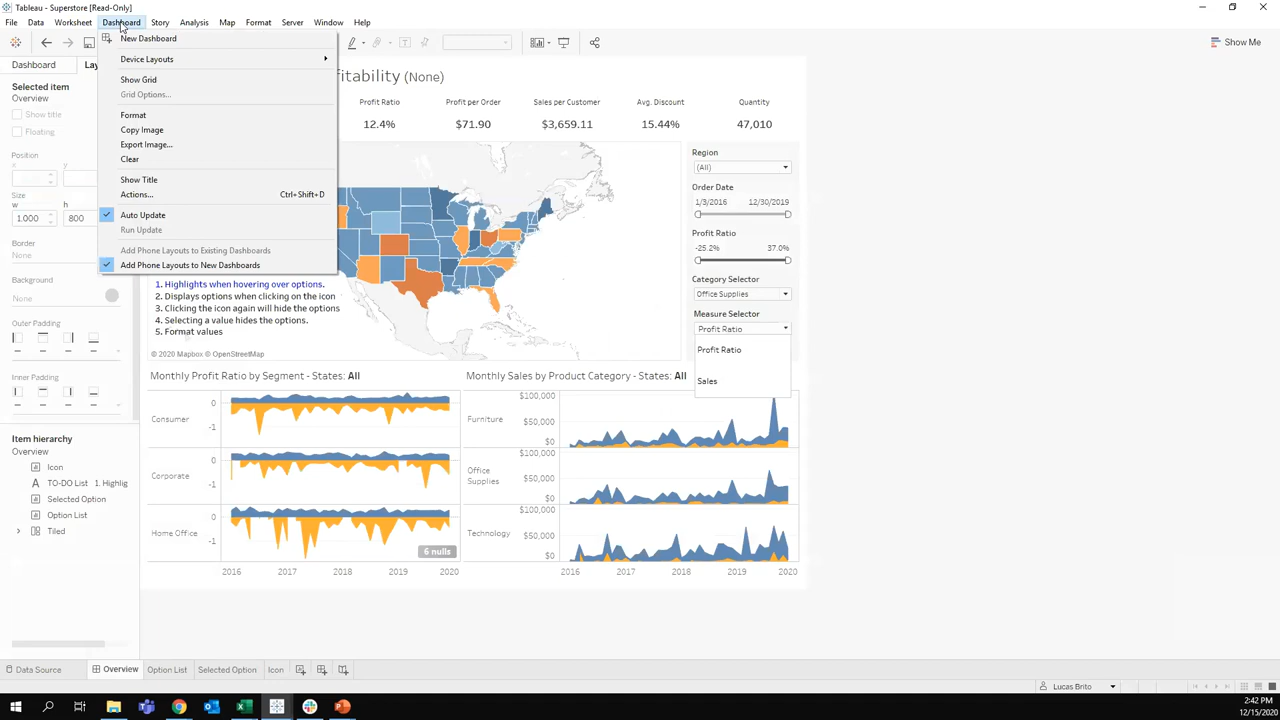 Tableau - Superstore [Read-Only]
File Data Worksheet Dashboard Story Analysis Map Format Server Window Help
Show Me
Dashboard
New Dashboard
Device Layouts
Show Grid
Grid Options...
Format
Copy Image
Export Image...
Clear
Show Title
Actions... Ctrl+Shift+D
Auto Update
Run Update
Add Phone Layouts to Existing Dashboards
Add Phone Layouts to New Dashboards
Selected item
Overview
Show title
Floating
Position
x y
Size
w h
1,000 800
Border
None
Background
None
Outer Padding
Inner Padding
Item hierarchy
Overview
Icon
TO-DO List 1. Highlig
Selected Option
Option List
Tiled
fitability (None)
Profit Ratio Profit per Order Sales per Customer Avg. Discount Quantity
12.4% $71.90 $3,659.11 15.44% 47,010
1. Highlights when hovering over options.
2. Displays options when clicking on the icon
3. Clicking the icon again will hide the options
4. Selecting a value hides the options.
5. Format values
© 2020 Mapbox © OpenStreetMap
Region
(All)
Order Date
1/3/2016 12/30/2019
Profit Ratio
-25.2% 37.0%
Category Selector
Office Supplies
Measure Selector
Profit Ratio
Profit Ratio
Sales
Monthly Profit Ratio by Segment - States: All
Consumer 0 -1
Corporate 0 -1
Home Office 0 -1
6 nulls
2016 2017 2018 2019 2020
Monthly Sales by Product Category - States: All
Furniture $100,000 $50,000 $0
Office Supplies $100,000 $50,000 $0
Technology $100,000 $50,000 $0
2016 2017 2018 2019 2020
Data Source Overview Option List Selected Option Icon
Lucas Brito
2:42 PM
12/15/2020